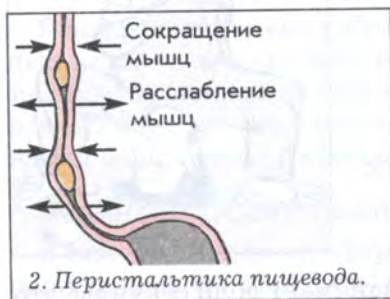 Сокращение
мышц
Расслабление
мышц
2. Перистальтика пищевода.